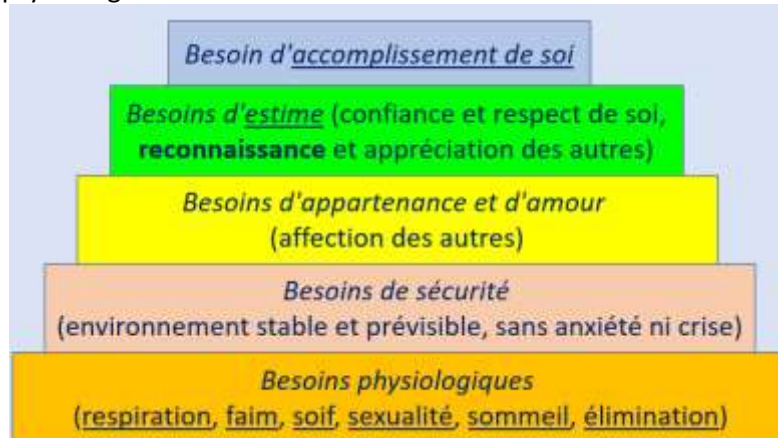 Besoin d'accomplissement de soi
Besoins d'estime (confiance et respect de soi,
reconnaissance et appréciation des autres)
Besoins d'appartenance et d'amour
(affection des autres)
Besoins de sécurité
(environnement stable et prévisible, sans anxiété ni crise)
Besoins physiologiques
(respiration, faim, soif, sexualité, sommeil, élimination)